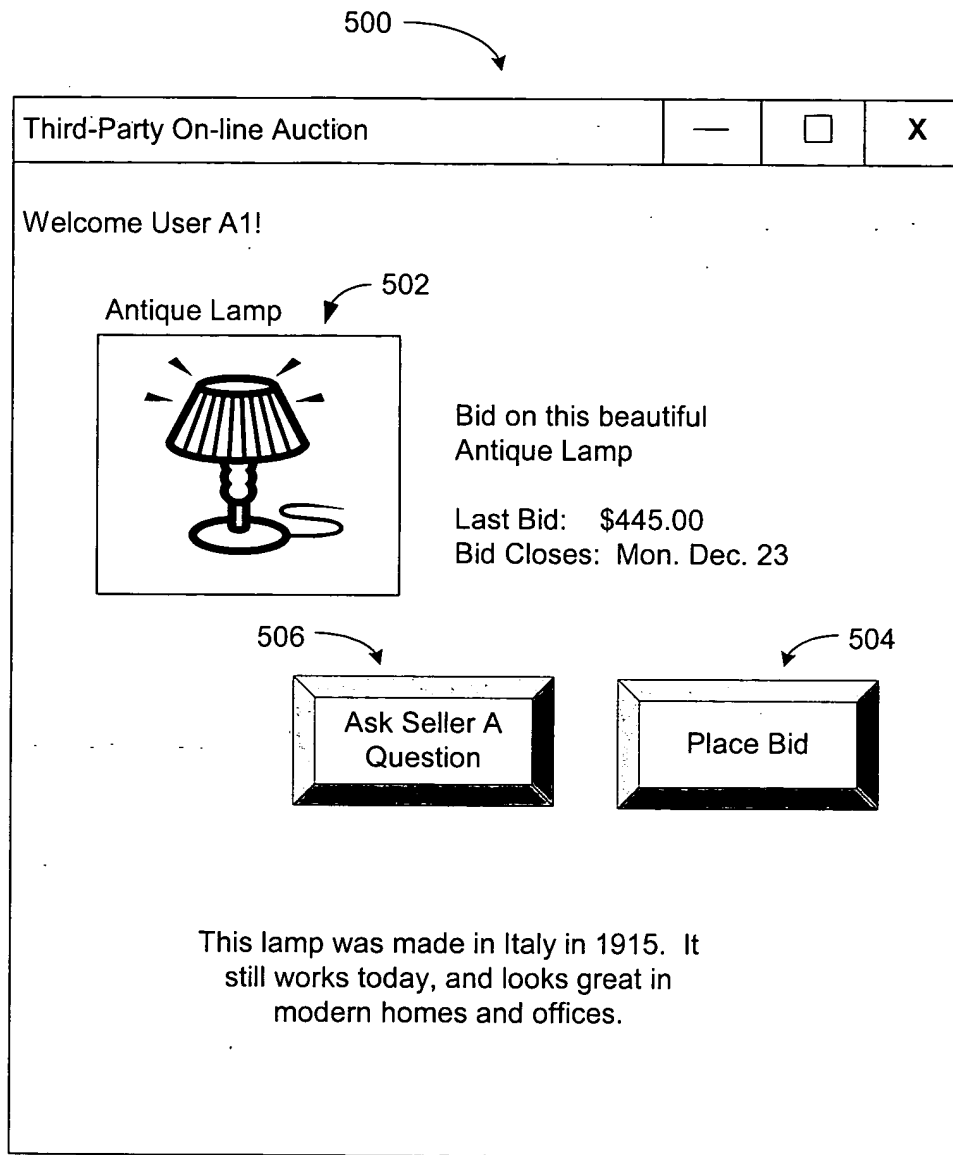 500
Third-Party On-line Auction
X
Welcome User A1!
502
Antique Lamp
Bid on this beautiful
Antique Lamp
Last Bid: $445.00
Bid Closes: Mon. Dec. 23
506
504
Ask Seller A
Question
Place Bid
This lamp was made in Italy in 1915. It
still works today, and looks great in
modern homes and offices.